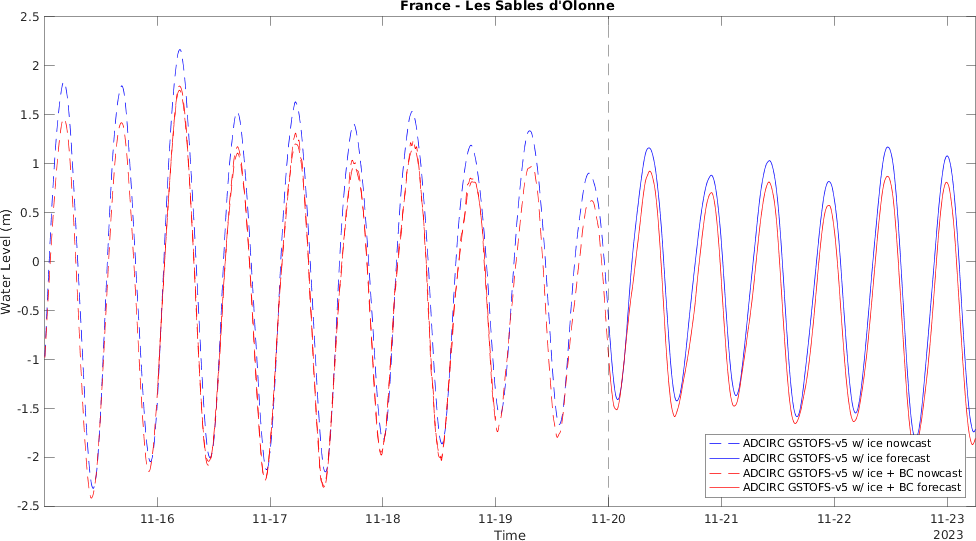 France - Les Sables d'Olonne
2.5
2
1.5
1
0.5
0
-0.5
-1
-1.5
-2
-2.5
Water Level (m)
11-16
11-17
11-18
11-19
11-20
11-21
11-22
11-23
2023
Time
ADCIRC GSTOFS-v5 w/ ice nowcast
ADCIRC GSTOFS-v5 w/ ice forecast
ADCIRC GSTOFS-v5 w/ ice + BC nowcast
ADCIRC GSTOFS-v5 w/ ice + BC forecast